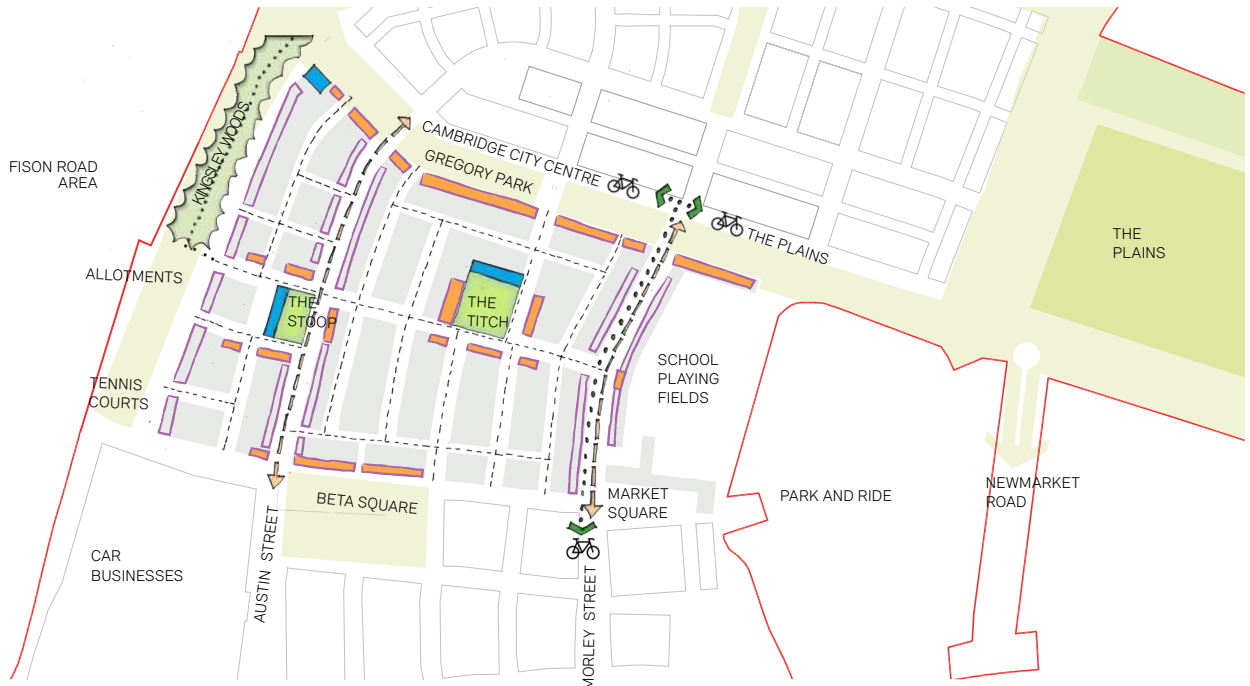 KINGSLEY WOODS
FISON ROAD
AREA
CAMBRIDGE CITY CENTRE
GREGORY PARK
THE PLAINS
THE
PLAINS
ALLOTMENTS
THE
STOOP
THE
TITCH
SCHOOL
PLAYING
FIELDS
TENNIS
COURTS
BETA SQUARE
MARKET
SQUARE
PARK AND RIDE
NEWMARKET
ROAD
CAR
BUSINESSES
AUSTIN STREET
MORLEY STREET